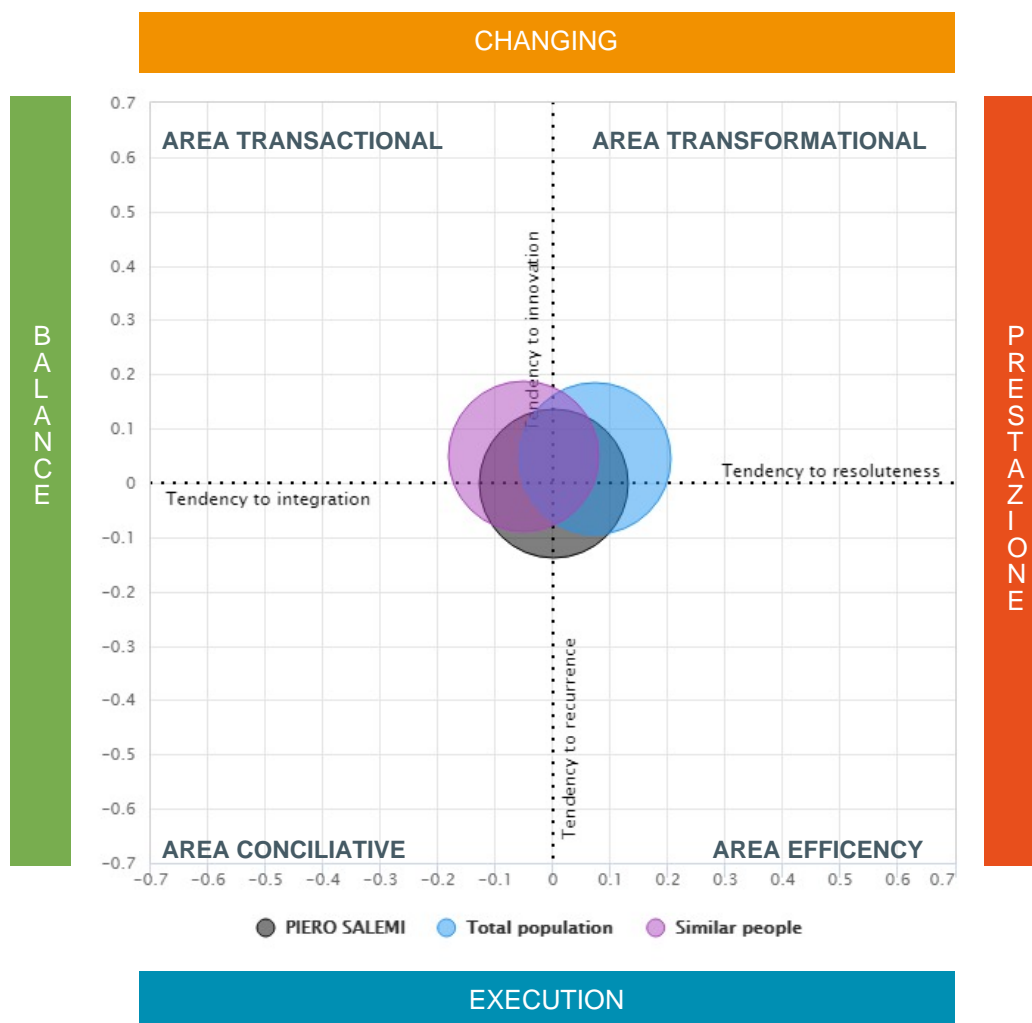 CHANGING
BALANCE
PRESTAZIONE
AREA TRANSACTIONAL
AREA TRANSFORMATIONAL
0.7
0.6
0.5
0.4
0.3
0.2
0.1
0
-0.1
-0.2
-0.3
-0.4
-0.5
-0.6
-0.7
Tendency to innovation
Tendency to resoluteness
Tendency to integration
Tendency to recurrence
AREA CONCILIATIVE
AREA EFFICENCY
-0.7 -0.6 -0.5 -0.4 -0.3 -0.2 -0.1 0 0.1 0.2 0.3 0.4 0.5 0.6 0.7
PIERO SALEMI Total population Similar people
EXECUTION